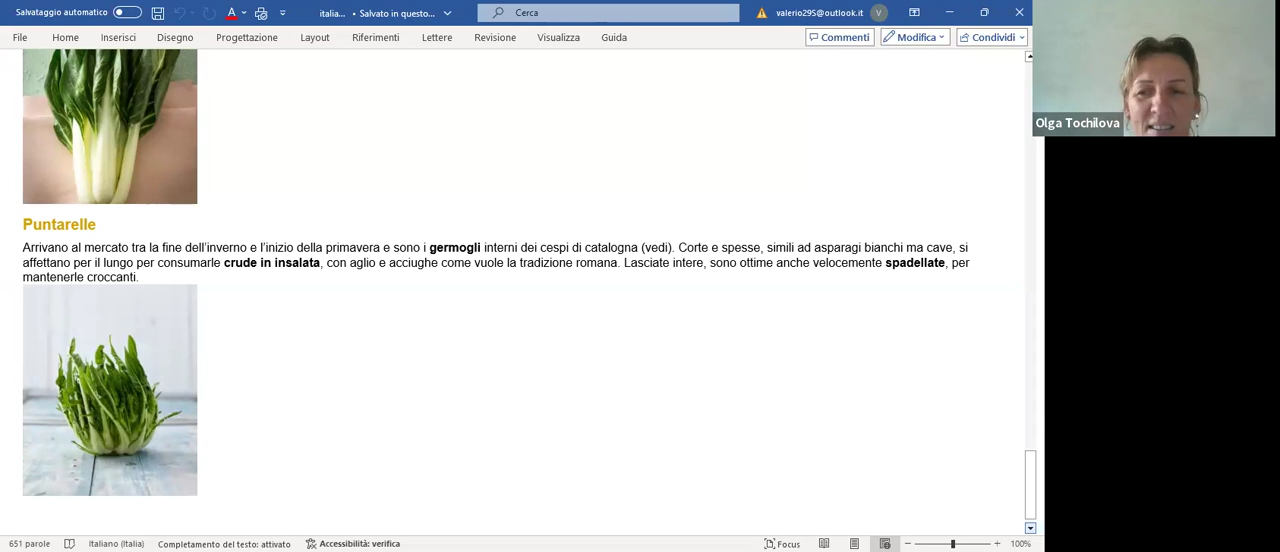 Salvataggio automatico
italia... • Salvato in questo...
Cerca
valerio295@outlook.it
V
File Home Inserisci Disegno Progettazione Layout Riferimenti Lettere Revisione Visualizza Guida
Commenti
Modifica
Condividi
Olga Tochilova
Puntarelle
Arrivano al mercato tra la fine dell'inverno e l'inizio della primavera e sono i germogli interni dei cespi di catalogna (vedi). Corte e spesse, simili ad asparagi bianchi ma cave, si
affettano per il lungo per consumarle crude in insalata, con aglio e acciughe come vuole la tradizione romana. Lasciate intere, sono ottime anche velocemente spadellate, per
mantenerle croccanti.
651 parole
Italiano (Italia)
Completamento del testo: attivato
Accessibilità: verifica
Focus
100%